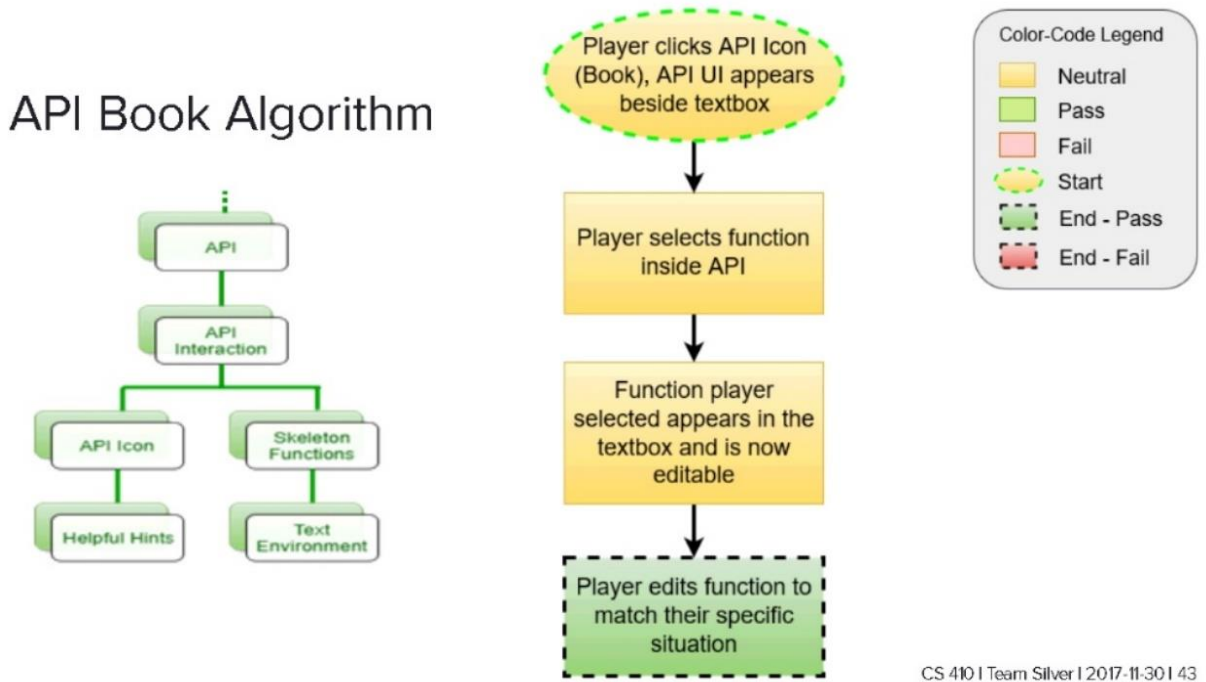 API Book Algorithm
API
API
Interaction
API Icon
Skeleton
Functions
Helpful Hints
Text
Environment
Player clicks API Icon
(Book), API UI appears
beside textbox
Player selects function
inside API
Function player
selected appears in the
textbox and is now
editable
Player edits function to
match their specific
situation
Color-Code Legend
Neutral
Pass
Fail
Start
End - Pass
End - Fail
CS 410 | Team Silver | 2017-11-30 | 43